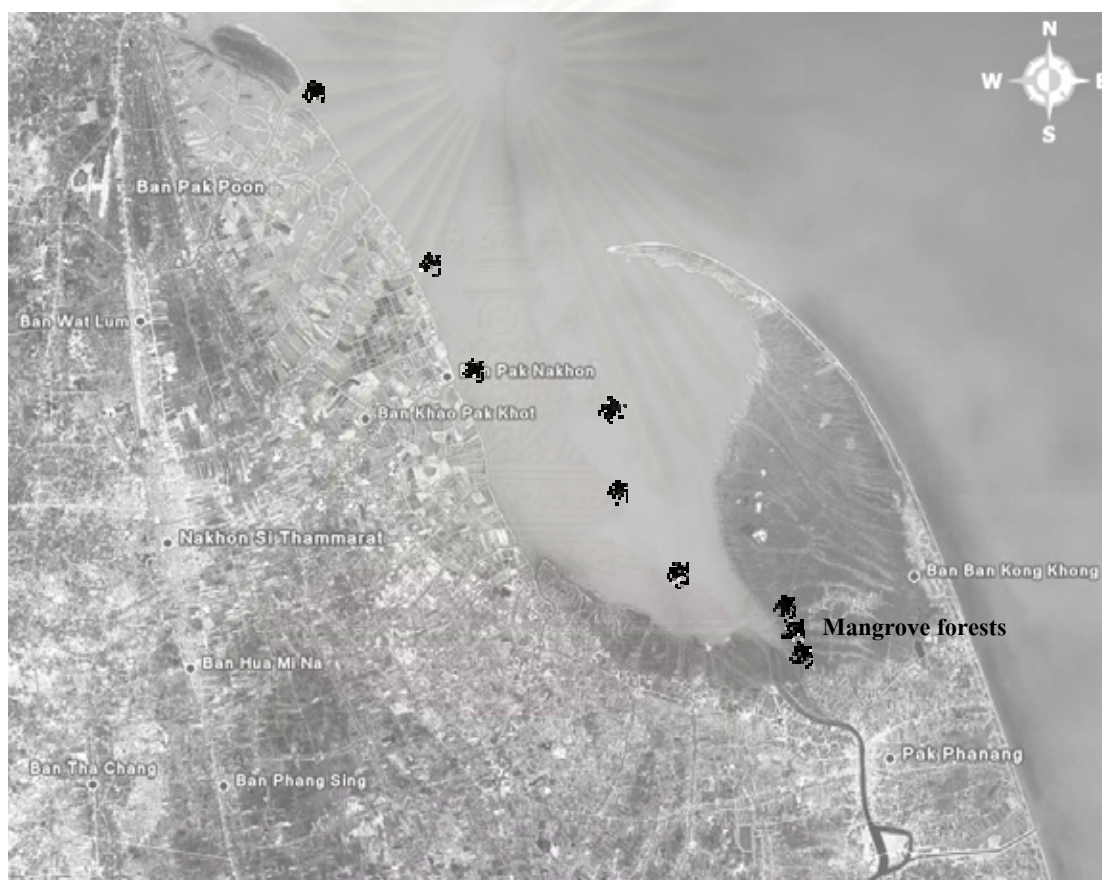 N
W E
S
Ban Pak Poon
Ban Wat Lum
Pak Nakhon
Ban Khao Pak Khot
Nakhon Si Thammarat
Ban Ban Kong Khong
Mangrove forests
Ban Hua Mi Na
Pak Phanang
Ban Tha Chang
Ban Phang Sing